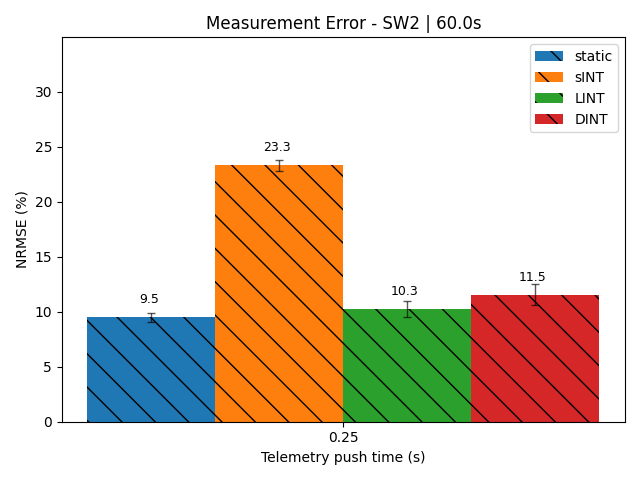 Measurement Error - SW2 | 60.0s
static
sINT
LINT
DINT
NRMSE (%)
30
25
20
15
10
5
0
23.3
9.5
10.3
11.5
0.25
Telemetry push time (s)